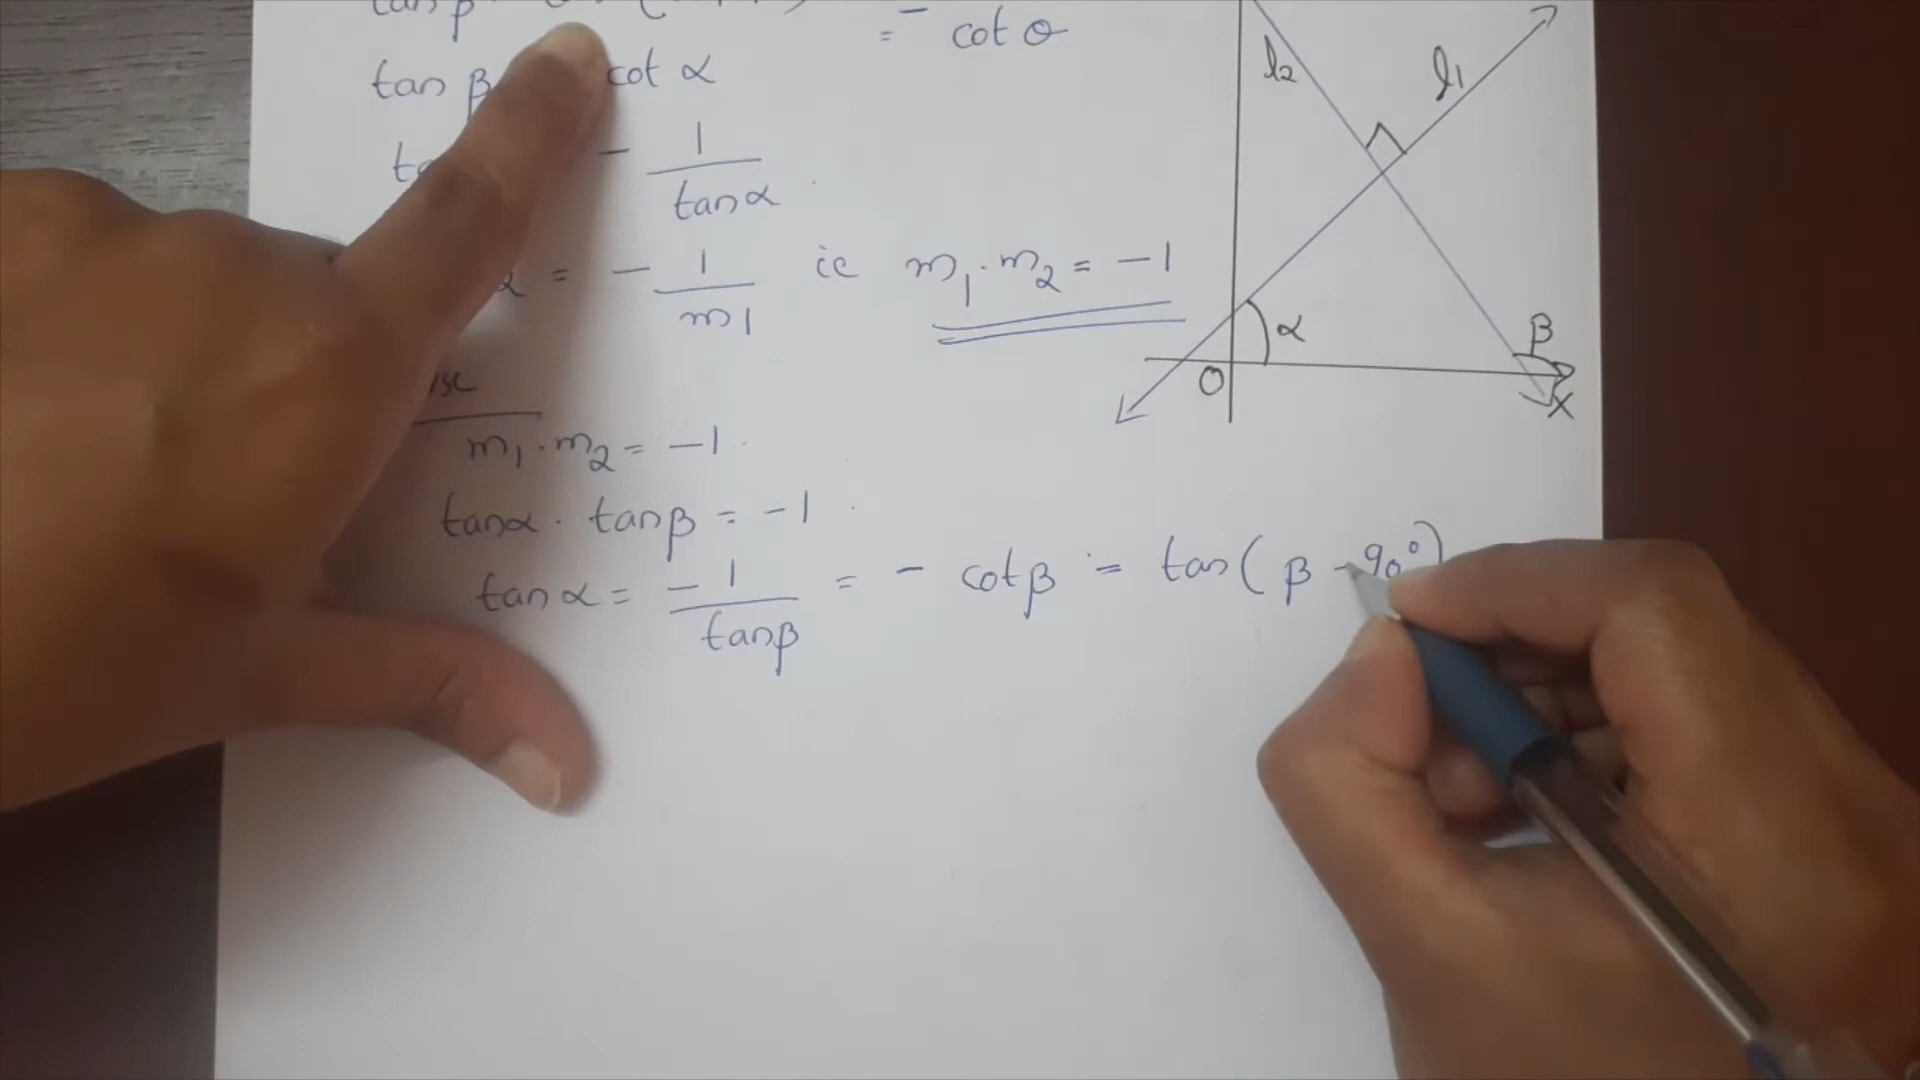 tan β
= - cot θ
tan β cot α
- 1 / tan α
α = - 1 / m1 ie m1 . m2 = -1
m1 . m2 = -1
tan α . tan β = -1
tan α = -1 / tan β = - cot β = tan ( β - 90° )
l2
l1
α
β
O
X